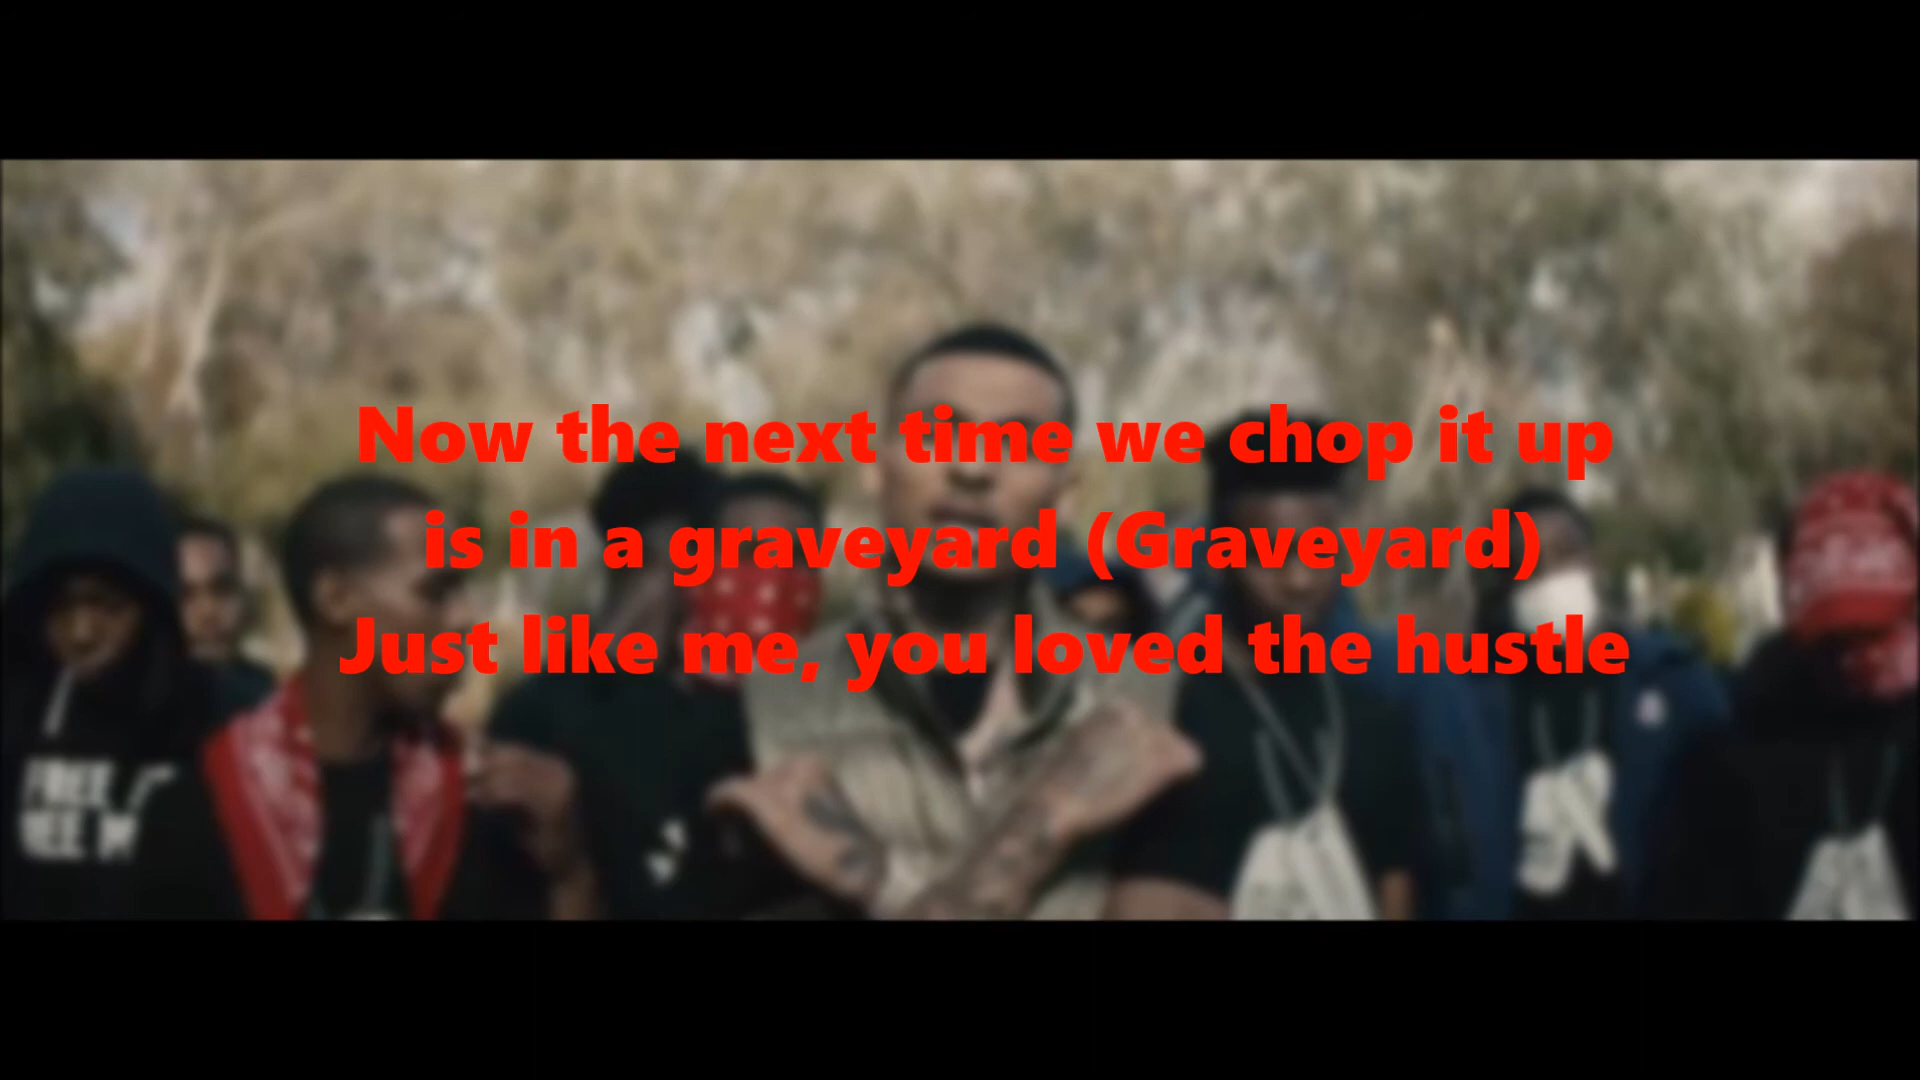 Now the next time we chop it up
is in a graveyard (Graveyard)
Just like me, you loved the hustle
FREE